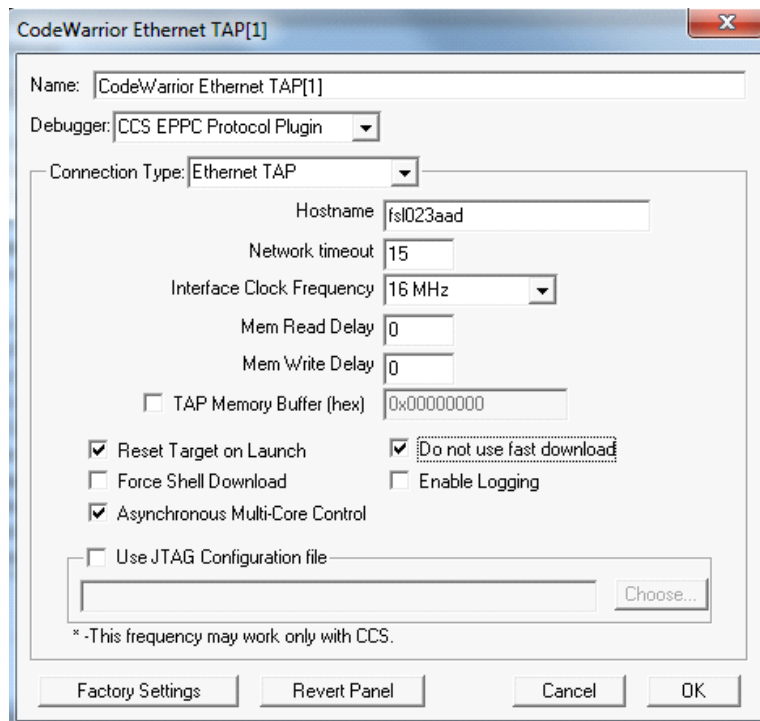 CodeWarrior Ethernet TAP[1]
Name: CodeWarrior Ethernet TAP[1]
Debugger: CCS EPPC Protocol Plugin
Connection Type: Ethernet TAP
Hostname fsl023aad
Network timeout 15
Interface Clock Frequency 16 MHz
Mem Read Delay 0
Mem Write Delay 0
TAP Memory Buffer (hex) 0x00000000
Reset Target on Launch Do not use fast download
Force Shell Download Enable Logging
Asynchronous Multi-Core Control
Use JTAG Configuration file
Choose...
* -This frequency may work only with CCS.
Factory Settings Revert Panel Cancel OK